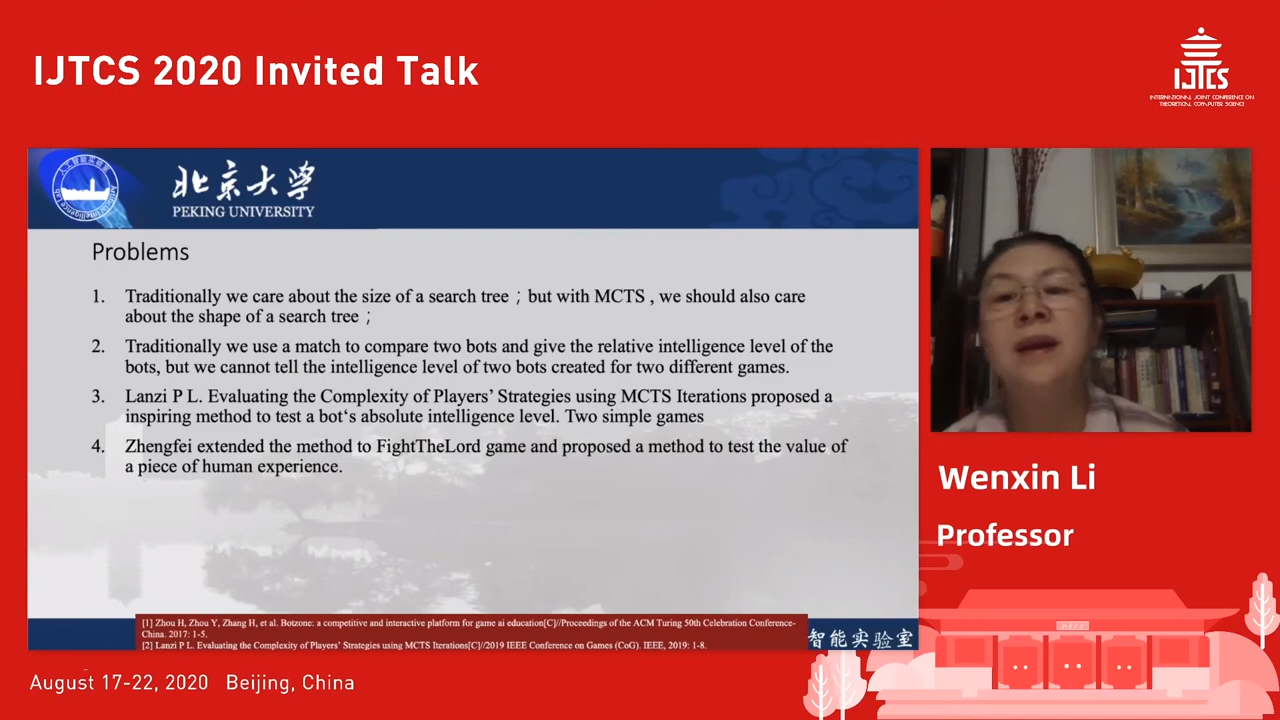 IJTCS 2020 Invited Talk
IJTCS
INTERNATIONAL JOINT CONFERENCE ON
THEORETICAL COMPUTER SCIENCE
北京大学
PEKING UNIVERSITY
Problems
1. Traditionally we care about the size of a search tree；but with MCTS , we should also care
about the shape of a search tree；
2. Traditionally we use a match to compare two bots and give the relative intelligence level of the
bots, but we cannot tell the intelligence level of two bots created for two different games.
3. Lanzi P L. Evaluating the Complexity of Players’ Strategies using MCTS Iterations proposed a
inspiring method to test a bot‘s absolute intelligence level. Two simple games
4. Zhengfei extended the method to FightTheLord game and proposed a method to test the value of
a piece of human experience.
[1] Zhou H, Zhou Y, Zhang H, et al. Botzone: a competitive and interactive platform for game ai education[C]//Proceedings of the ACM Turing 50th Celebration Conference-
China. 2017: 1-5.
[2] Lanzi P L. Evaluating the Complexity of Players’ Strategies using MCTS Iterations[C]//2019 IEEE Conference on Games (CoG). IEEE, 2019: 1-8.
智能实验室
Wenxin Li
Professor
August 17-22, 2020 Beijing, China